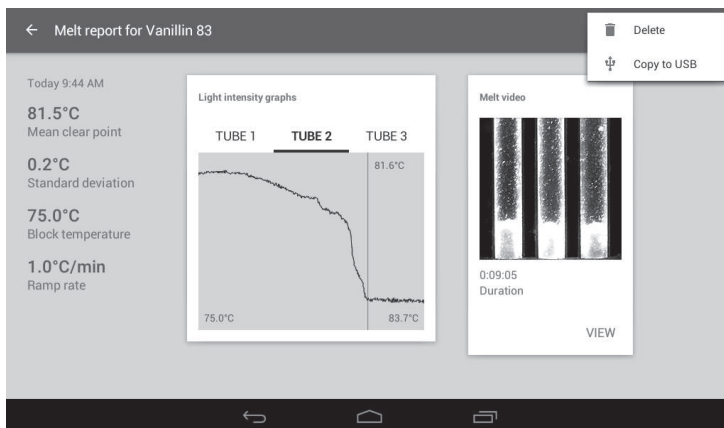 Melt report for Vanillin 83
Delete
Copy to USB
Today 9:44 AM
81.5°C
Mean clear point
0.2°C
Standard deviation
75.0°C
Block temperature
1.0°C/min
Ramp rate
Light intensity graphs
TUBE 1 TUBE 2 TUBE 3
81.6°C
75.0°C 83.7°C
Melt video
0:09:05
Duration
VIEW